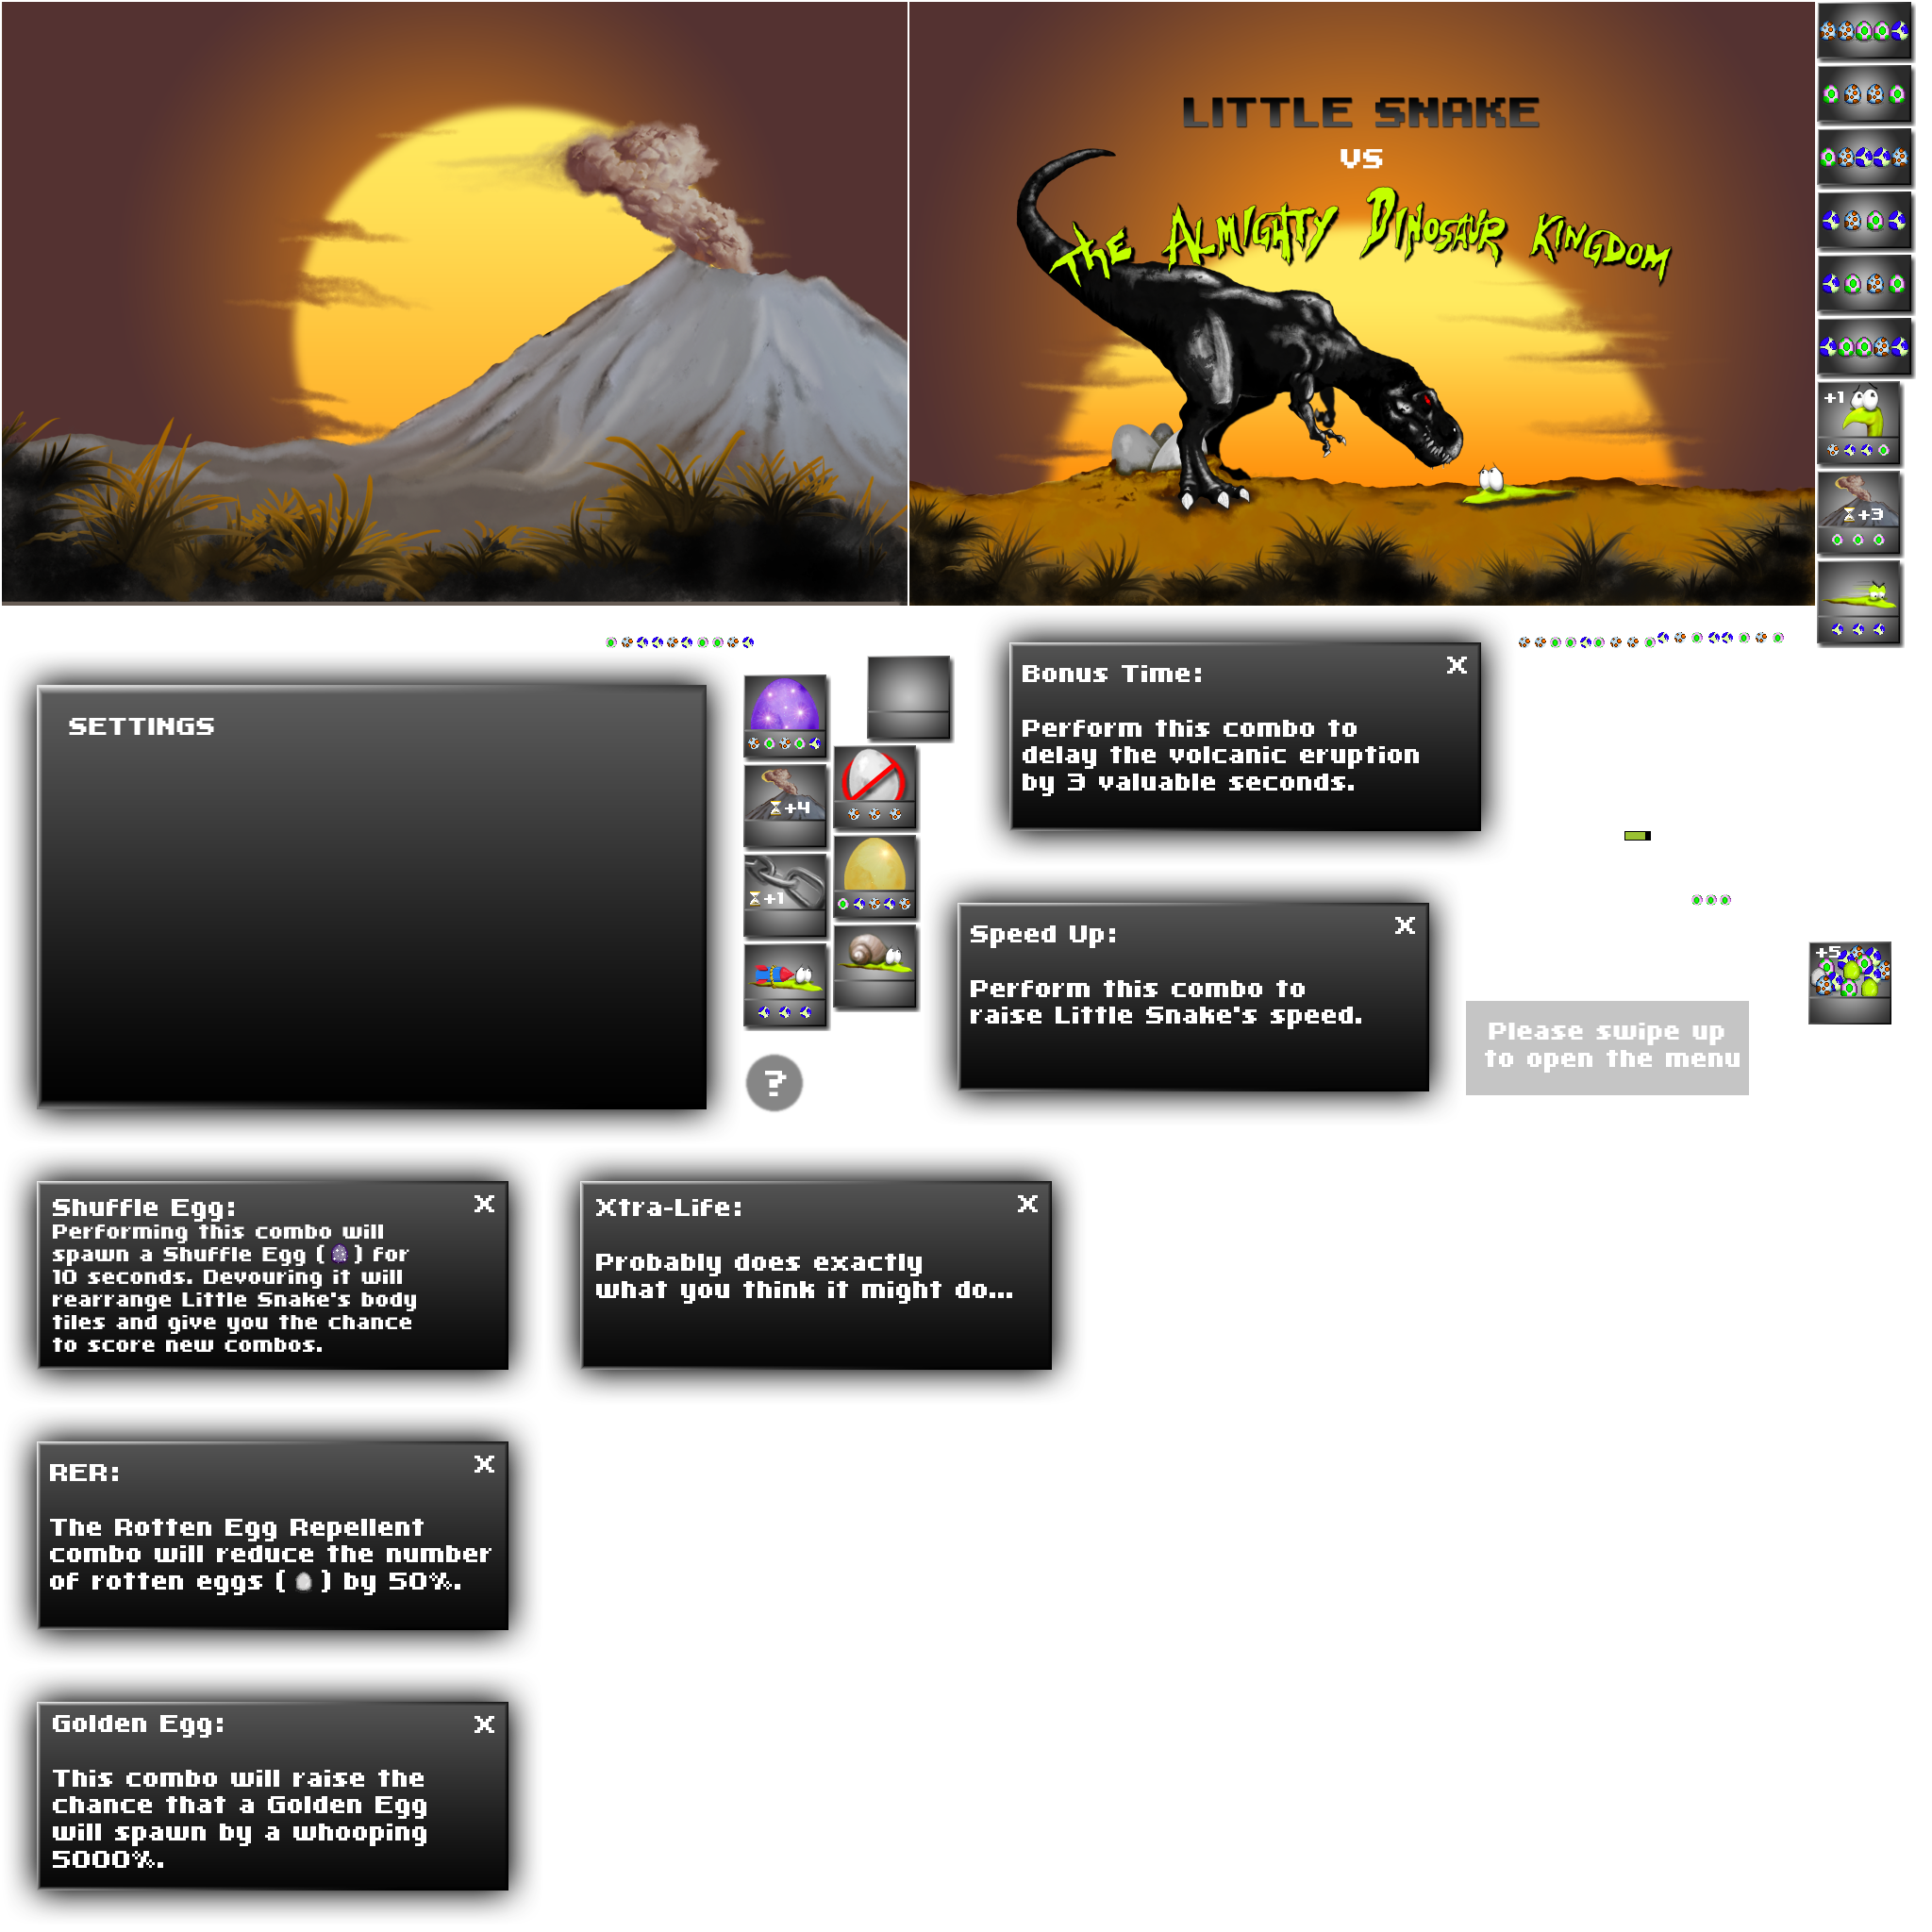 LITTLE SNAKE
VS
THE ALMIGHTY DINOSAUR KINGDOM
+1
+3
SETTINGS
+4
+1
?
Bonus Time:
X
Perform this combo to
delay the volcanic eruption
by 3 valuable seconds.
Speed Up:
X
Perform this combo to
raise Little Snake's speed.
+5
Please swipe up
to open the menu
Shuffle Egg:
X
Performing this combo will
spawn a Shuffle Egg ( ) for
10 seconds. Devouring it will
rearrange Little Snake's body
tiles and give you the chance
to score new combos.
Xtra-Life:
X
Probably does exactly
what you think it might do...
RER:
X
The Rotten Egg Repellent
combo will reduce the number
of rotten eggs ( ) by 50%.
Golden Egg:
X
This combo will raise the
chance that a Golden Egg
will spawn by a whooping
5000%.